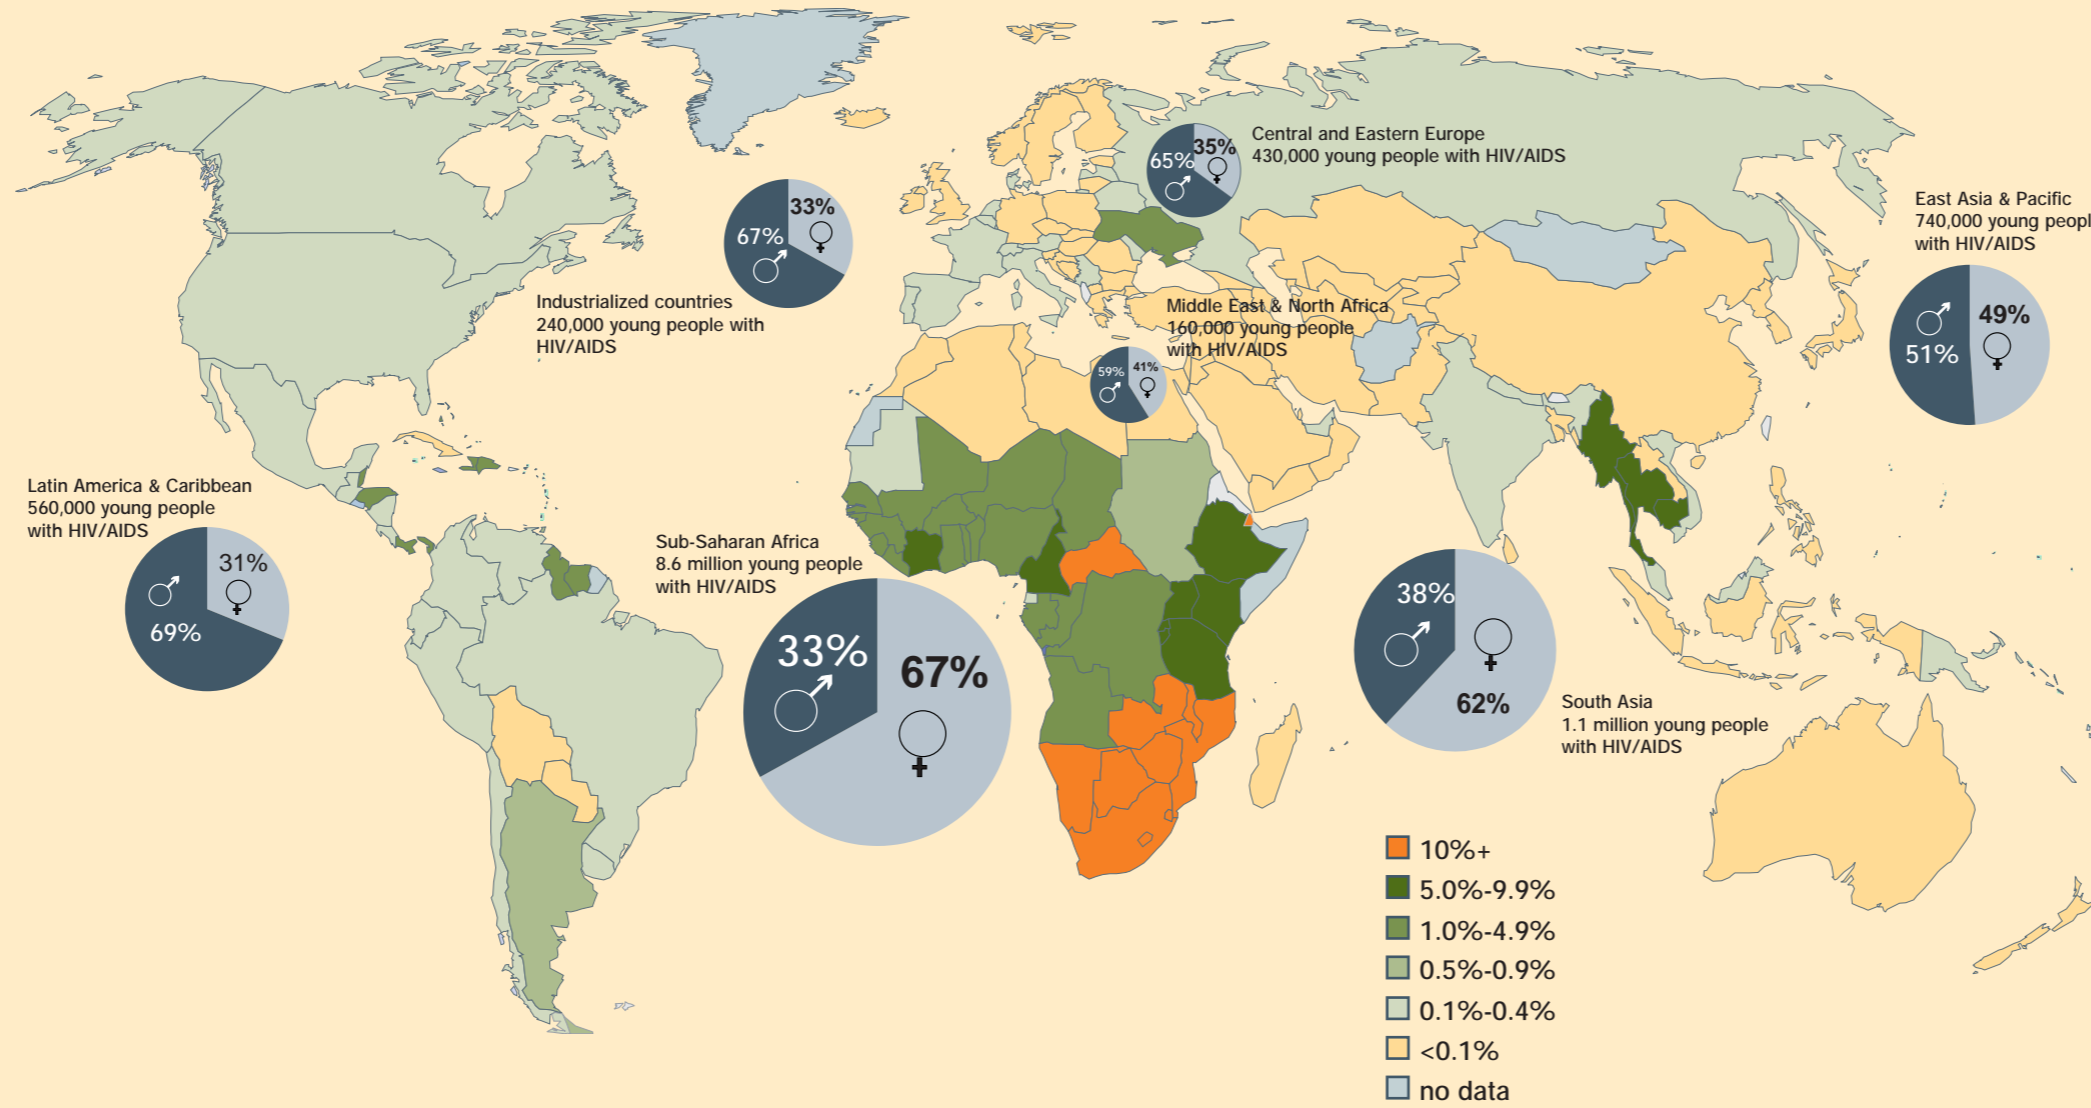 Central and Eastern Europe
430,000 young people with HIV/AIDS
35%
65%
East Asia & Pacific
740,000 young peopl
with HIV/AIDS
49%
51%
33%
67%
Industrialized countries
240,000 young people with
HIV/AIDS
Middle East & North Africa
160,000 young people
with HIV/AIDS
59%
41%
Latin America & Caribbean
560,000 young people
with HIV/AIDS
31%
69%
Sub-Saharan Africa
8.6 million young people
with HIV/AIDS
33%
67%
38%
62%
South Asia
1.1 million young people
with HIV/AIDS
10%+
5.0%-9.9%
1.0%-4.9%
0.5%-0.9%
0.1%-0.4%
<0.1%
no data